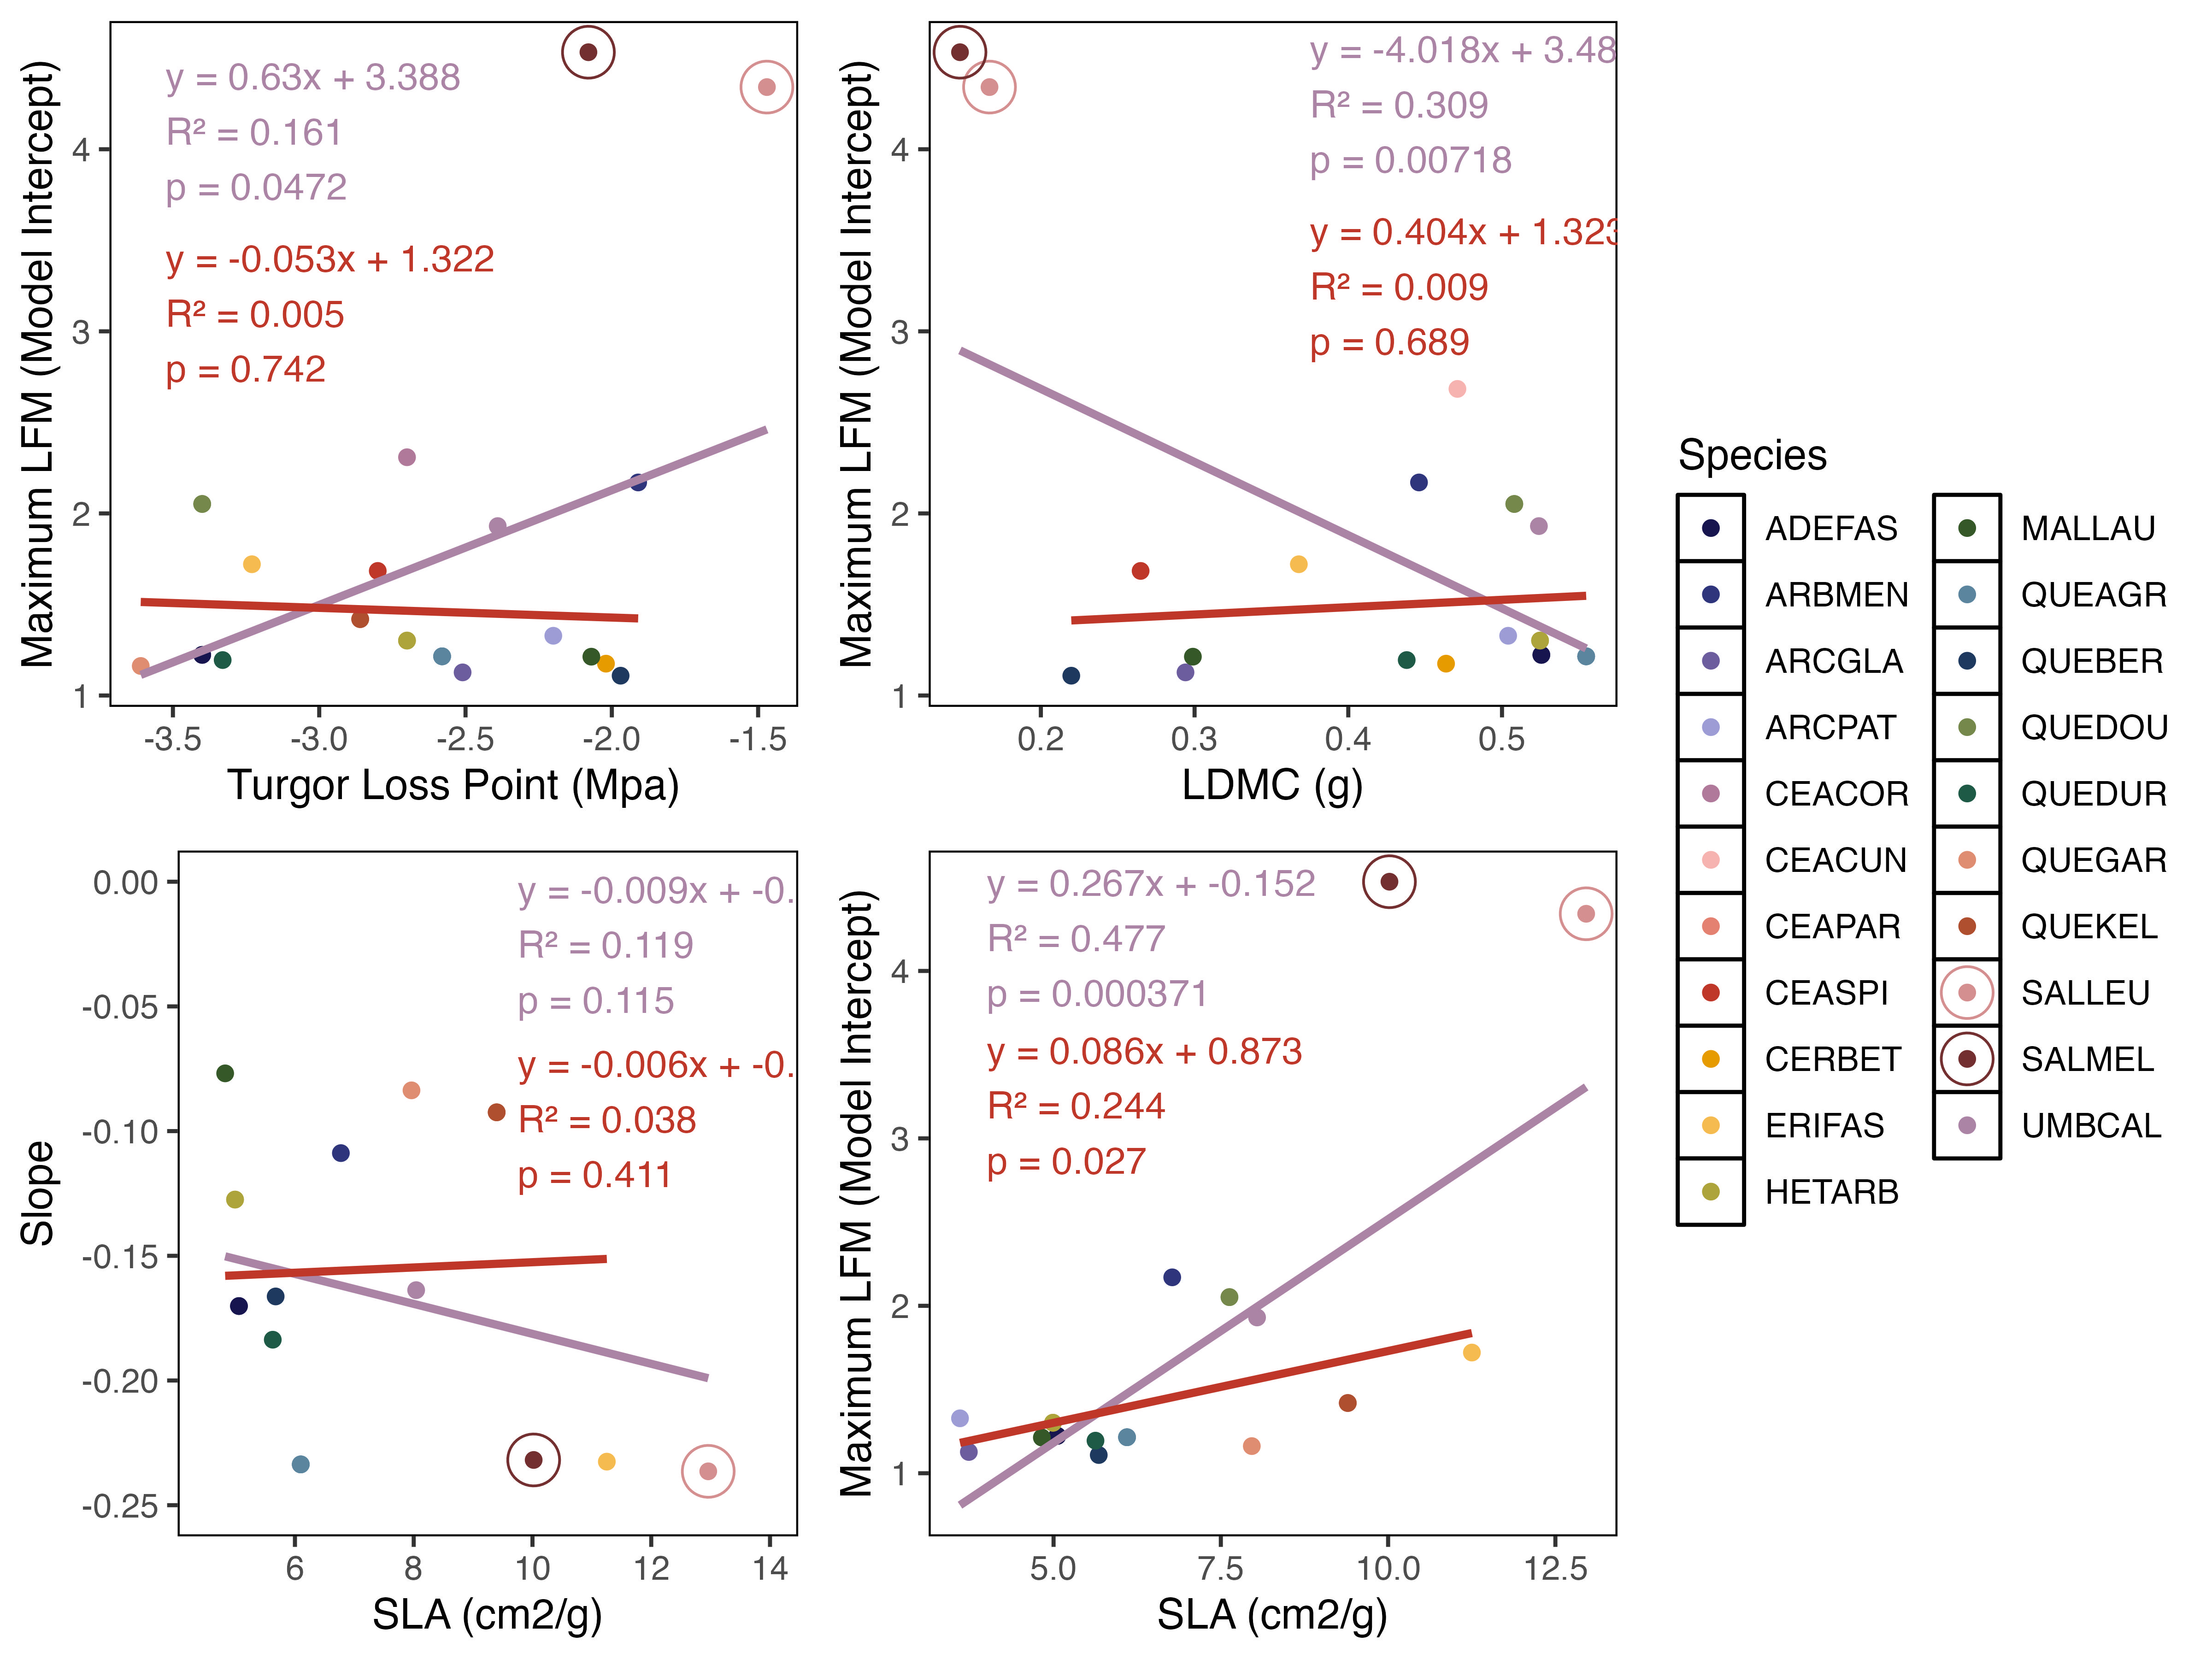 Maximum LFM (Model Intercept)
y = 0.63x + 3.388
R² = 0.161
p = 0.0472
y = -0.053x + 1.322
R² = 0.005
p = 0.742
4
3
2
1
-3.5 -3.0 -2.5 -2.0 -1.5
Turgor Loss Point (Mpa)
Maximum LFM (Model Intercept)
y = -4.018x + 3.48
R² = 0.309
p = 0.00718
y = 0.404x + 1.323
R² = 0.009
p = 0.689
4
3
2
1
0.2 0.3 0.4 0.5
LDMC (g)
Slope
y = -0.009x + -0.
R² = 0.119
p = 0.115
y = -0.006x + -0.
R² = 0.038
p = 0.411
0.00
-0.05
-0.10
-0.15
-0.20
-0.25
6 8 10 12 14
SLA (cm2/g)
Maximum LFM (Model Intercept)
y = 0.267x + -0.152
R² = 0.477
p = 0.000371
y = 0.086x + 0.873
R² = 0.244
p = 0.027
4
3
2
1
5.0 7.5 10.0 12.5
SLA (cm2/g)
Species
ADEFAS
ARBMEN
ARCGLA
ARCPAT
CEACOR
CEACUN
CEAPAR
CEASPI
CERBET
ERIFAS
HETARB
MALLAU
QUEAGR
QUEBER
QUEDOU
QUEDUR
QUEGAR
QUEKEL
SALLEU
SALMEL
UMBCAL